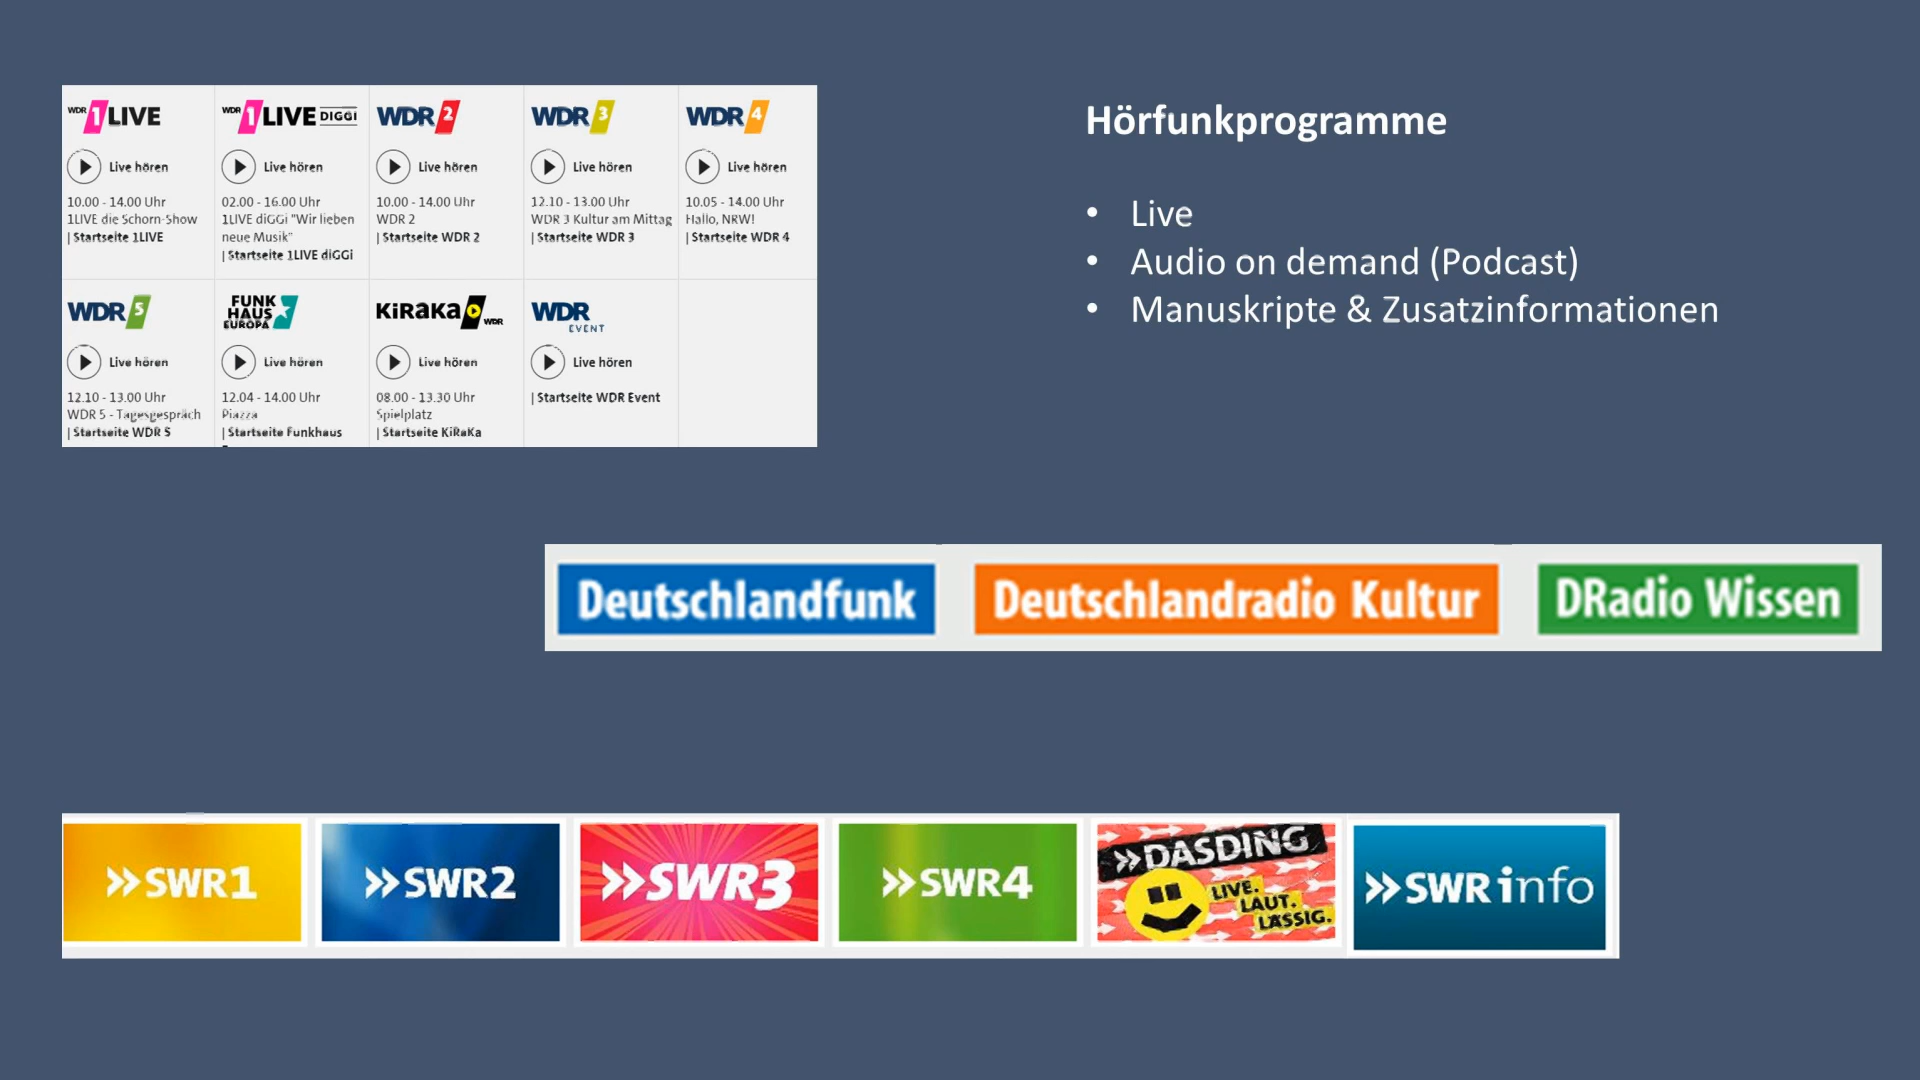 WDR 1 LIVE
Live hören
10.00 - 14.00 Uhr
1LIVE die Schorn-Show
| Startseite 1LIVE
WDR 1 LIVE DIGGI
Live hören
02.00 - 16.00 Uhr
1LIVE diGGi "Wir lieben
neue Musik"
| Startseite 1LIVE diGGi
WDR 2
Live hören
10.00 - 14.00 Uhr
WDR 2
| Startseite WDR 2
WDR 3
Live hören
12.10 - 13.00 Uhr
WDR 3 Kultur am Mittag
| Startseite WDR 3
WDR 4
Live hören
10.05 - 14.00 Uhr
Hallo, NRW!
| Startseite WDR 4
WDR 5
Live hören
12.10 - 13.00 Uhr
WDR 5 - Tagesgespräch
| Startseite WDR 5
FUNK
HAUS
EUROPA
Live hören
12.04 - 14.00 Uhr
Piazza
| Startseite Funkhaus
KiRaKa WDR
Live hören
08.00 - 13.30 Uhr
Spielplatz
| Startseite KiRaKa
WDR
EVENT
Live hören
| Startseite WDR Event
Hörfunkprogramme
• Live
• Audio on demand (Podcast)
• Manuskripte & Zusatzinformationen
Deutschlandfunk
Deutschlandradio Kultur
DRadio Wissen
»SWR1
»SWR2
»SWR3
»SWR4
»DASDING
LIVE.
LAUT.
LÄSSIG.
»SWR info